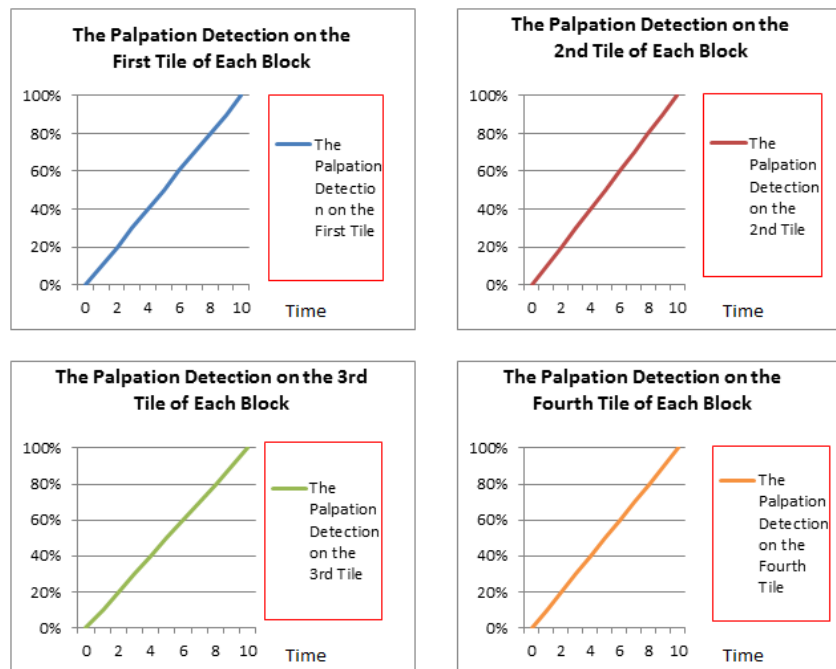 The Palpation Detection on the
First Tile of Each Block
100%
80%
60%
40%
20%
0%
0 2 4 6 8 10
Time
The
Palpation
Detectio
n on the
First Tile
The Palpation Detection on the
2nd Tile of Each Block
100%
80%
60%
40%
20%
0%
0 2 4 6 8 10
Time
The
Palpation
Detection
on the
2nd Tile
The Palpation Detection on the 3rd
Tile of Each Block
100%
80%
60%
40%
20%
0%
0 2 4 6 8 10
Time
The
Palpation
Detection
on the
3rd Tile
The Palpation Detection on the
Fourth Tile of Each Block
100%
80%
60%
40%
20%
0%
0 2 4 6 8 10
Time
The
Palpation
Detection
on the
Fourth
Tile